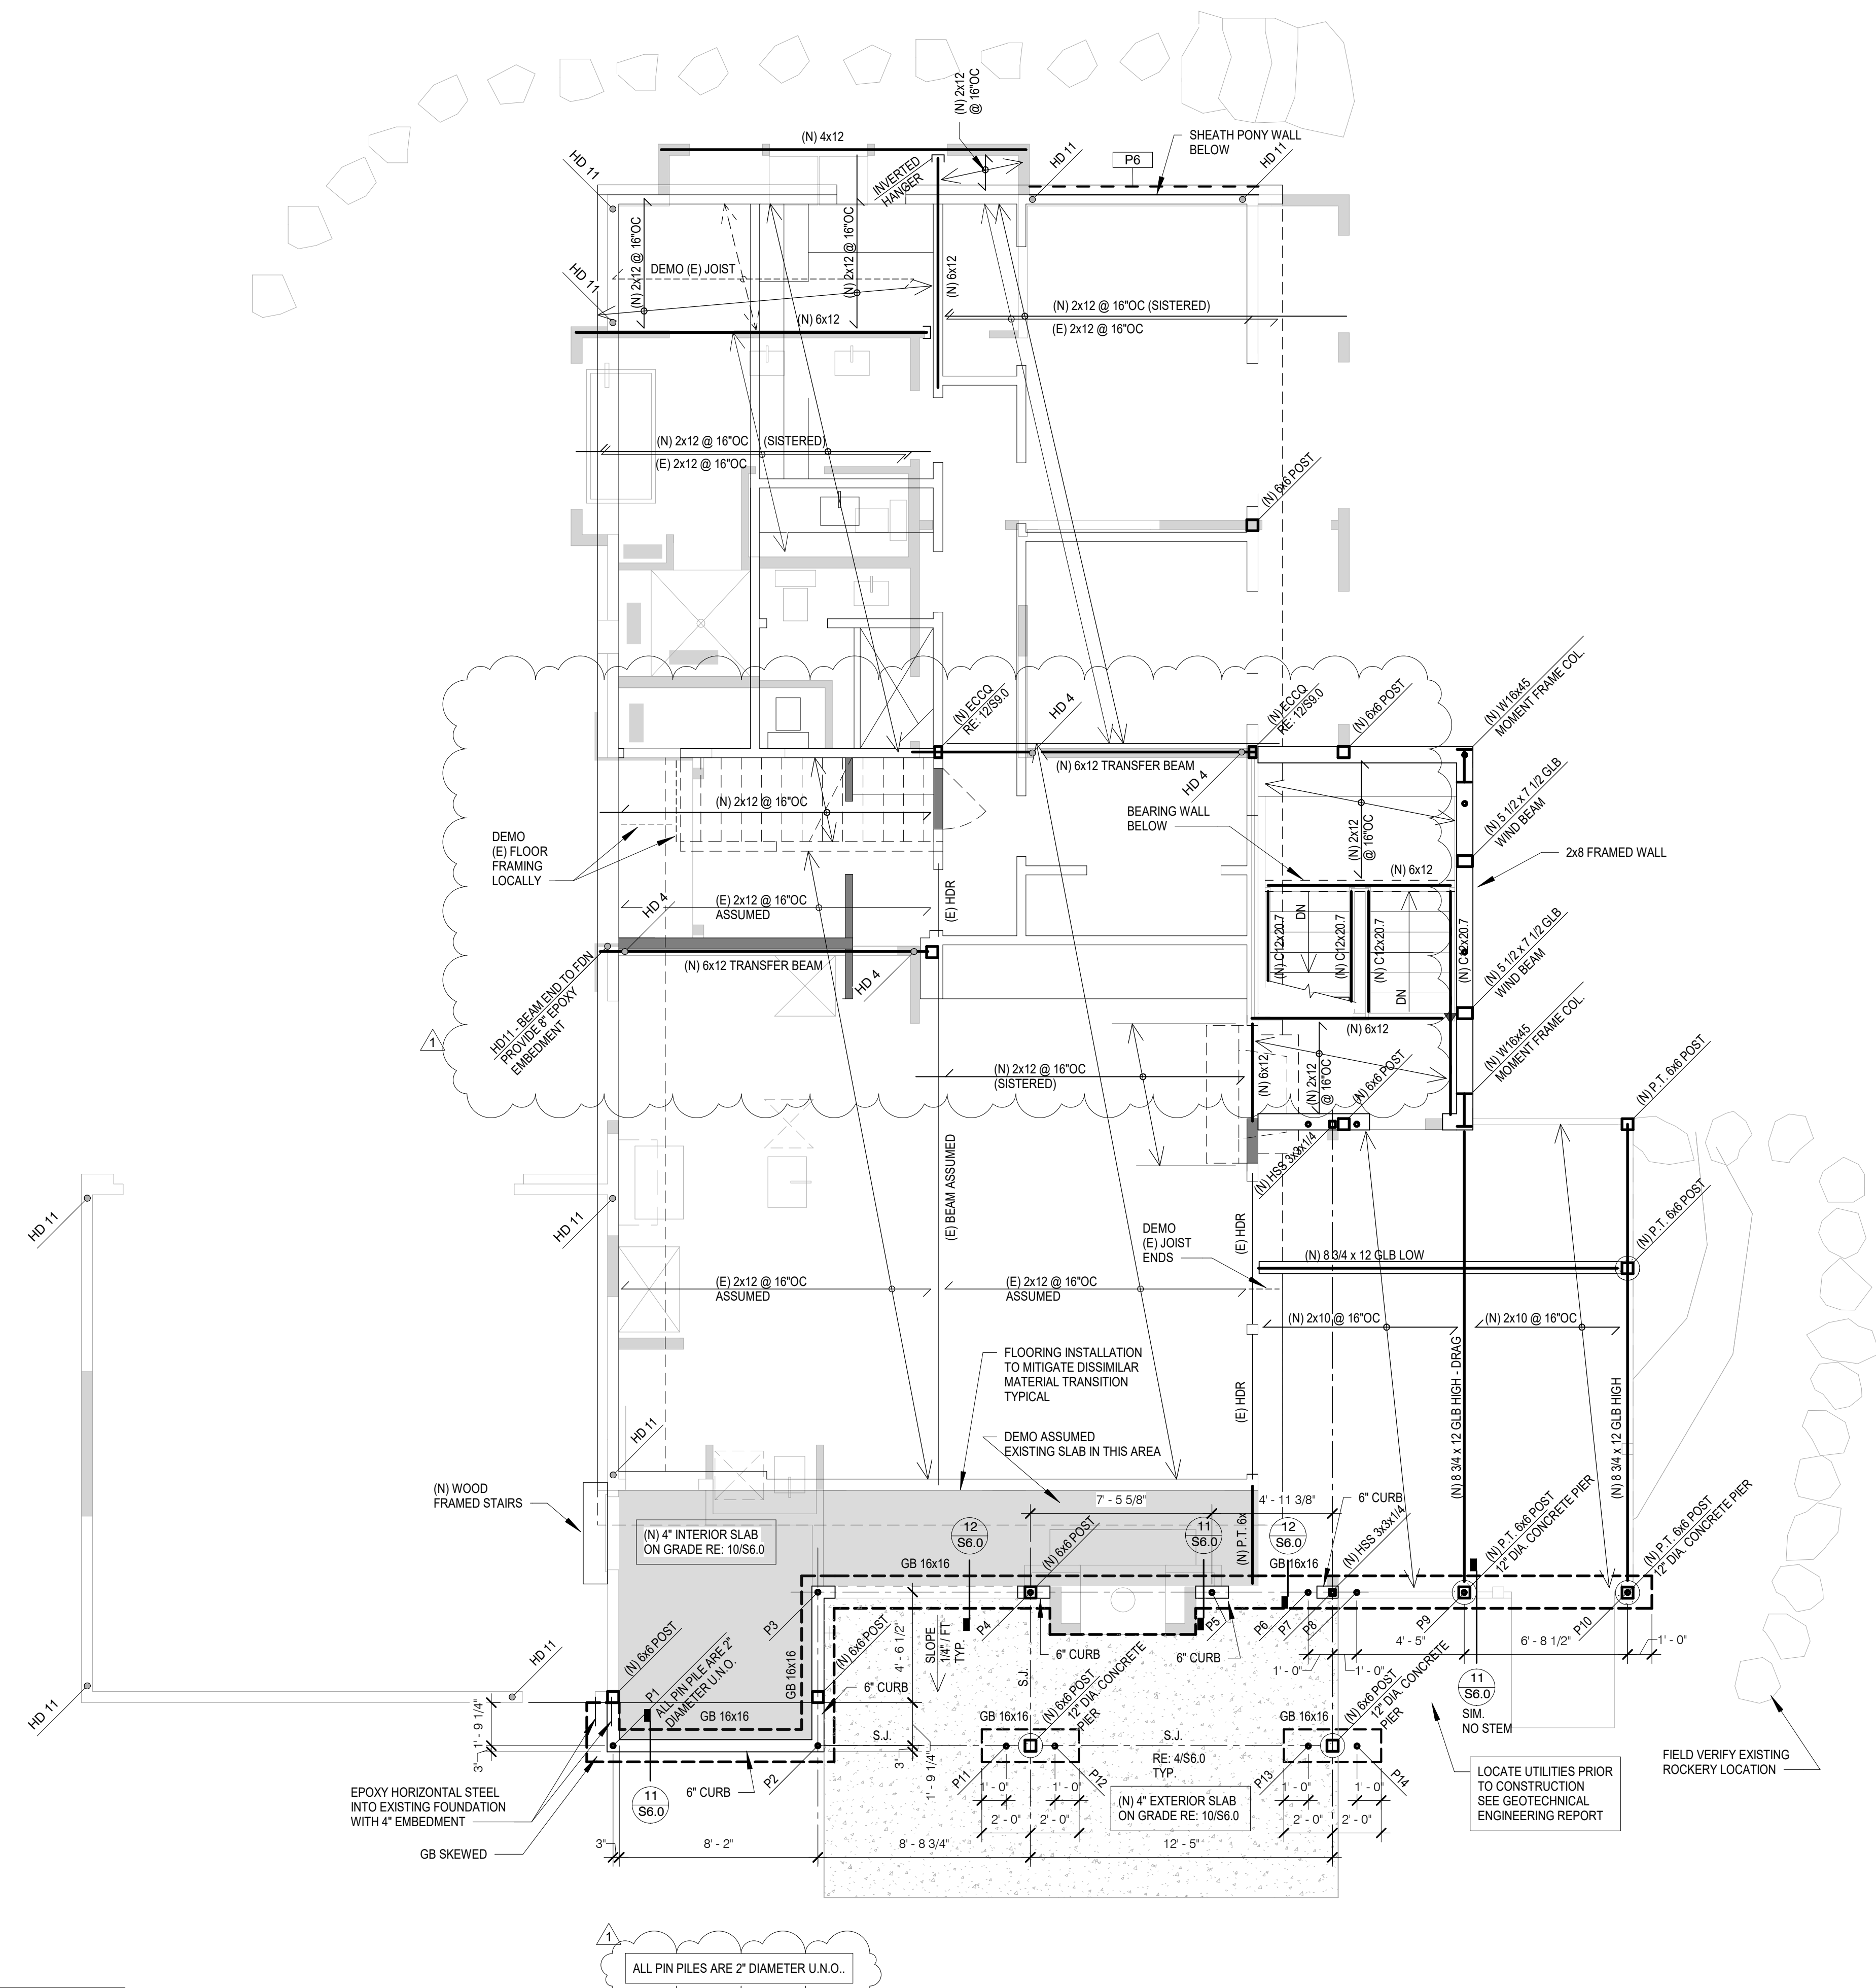 (N) 2x12
@ 16"OC
(N) 4x12
SHEATH PONY WALL
BELOW
P6
HD 11
HD 11
HD 11
INVERTED
HANGER
(N) 2x12 @ 16"OC
(N) 2x12 @ 16"OC
DEMO (E) JOIST
(N) 6x12
HD 11
(N) 2x12 @ 16"OC (SISTERED)
(E) 2x12 @ 16"OC
(N) 6x12
(N) 2x12 @ 16"OC (SISTERED)
(E) 2x12 @ 16"OC
(N) 6x6 POST
(N) ECCQ
RE: 12/S9.0
HD 4
(N) ECCQ
RE: 12/S9.0
(N) 6x6 POST
(N) W16x45
MOMENT FRAME COL.
(N) 6x12 TRANSFER BEAM
HD 4
(N) 2x12 @ 16"OC
BEARING WALL
BELOW
(N) 2x12
@ 16"OC
(N) 5 1/2 x 7 1/2 GLB
WIND BEAM
DEMO
(E) FLOOR
FRAMING
LOCALLY
2x8 FRAMED WALL
(N) 6x12
(E) 2x12 @ 16"OC
ASSUMED
HD 4
(E) HDR
DN
(N) C12x20.7
(N) C12x20.7
(N) C12x20.7
(N) C12x20.7
DN
(N) 5 1/2 x 7 1/2 GLB
WIND BEAM
(N) 6x12 TRANSFER BEAM
HD 4
HD11 - BEAM END TO FDN
PROVIDE 8" EPOXY
EMBEDMENT
1
(N) 6x12
(N) W16x45
MOMENT FRAME COL.
(N) 2x12 @ 16"OC
(SISTERED)
(N) 6x12
(N) 2x12
@ 16"OC
(N) 6x6 POST
(N) P.T. 6x6 POST
(N) HSS 3x3x1/4
(E) BEAM ASSUMED
HD 11
HD 11
DEMO
(E) JOIST
ENDS
(E) HDR
(N) P.T. 6x6 POST
(N) 8 3/4 x 12 GLB LOW
(E) 2x12 @ 16"OC
ASSUMED
(E) 2x12 @ 16"OC
ASSUMED
(N) 2x10 @ 16"OC
(N) 2x10 @ 16"OC
FLOORING INSTALLATION
TO MITIGATE DISSIMILAR
MATERIAL TRANSITION
TYPICAL
(E) HDR
(N) 8 3/4 x 12 GLB HIGH - DRAG
(N) 8 3/4 x 12 GLB HIGH
HD 11
DEMO ASSUMED
EXISTING SLAB IN THIS AREA
(N) WOOD
FRAMED STAIRS
7' - 5 5/8"
4' - 11 3/8"
6" CURB
(N) 4" INTERIOR SLAB
ON GRADE RE: 10/S6.0
12
S6.0
11
S6.0
12
S6.0
(N) 6x6 POST
(N) P.T. 6x
(N) HSS 3x3x1/4
(N) P.T. 6x6 POST
12" DIA. CONCRETE PIER
(N) P.T. 6x6 POST
12" DIA. CONCRETE PIER
GB 16x16
GB 16x16
P3
P4
P5
P6
P7
P8
P9
P10
(N) 6x6 POST
P1
ALL PIN PILE ARE 2"
DIAMETER U.N.O.
GB 16x16
(N) 6x6 POST
4' - 6 1/2"
SLOPE
1/4" / FT
TYP.
6" CURB
6" CURB
4' - 5"
6' - 8 1/2"
1' - 0"
1' - 0"
1' - 0"
HD 11
HD 11
6" CURB
S.J.
11
S6.0
SIM.
NO STEM
GB 16x16
(N) 6x6 POST
12" DIA. CONCRETE
PIER
GB 16x16
GB 16x16
(N) 6x6 POST
12" DIA. CONCRETE
PIER
1' - 9 1/4"
3"
S.J.
S.J.
RE: 4/S6.0
TYP.
3"
1' - 9 1/4"
P2
P11
P12
P13
P14
FIELD VERIFY EXISTING
ROCKERY LOCATION
LOCATE UTILITIES PRIOR
TO CONSTRUCTION
SEE GEOTECHNICAL
ENGINEERING REPORT
EPOXY HORIZONTAL STEEL
INTO EXISTING FOUNDATION
WITH 4" EMBEDMENT
6" CURB
11
S6.0
1' - 0"
1' - 0"
1' - 0"
1' - 0"
(N) 4" EXTERIOR SLAB
ON GRADE RE: 10/S6.0
2' - 0"
2' - 0"
2' - 0"
2' - 0"
GB SKEWED
3"
8' - 2"
8' - 8 3/4"
12' - 5"
1
ALL PIN PILES ARE 2" DIAMETER U.N.O..